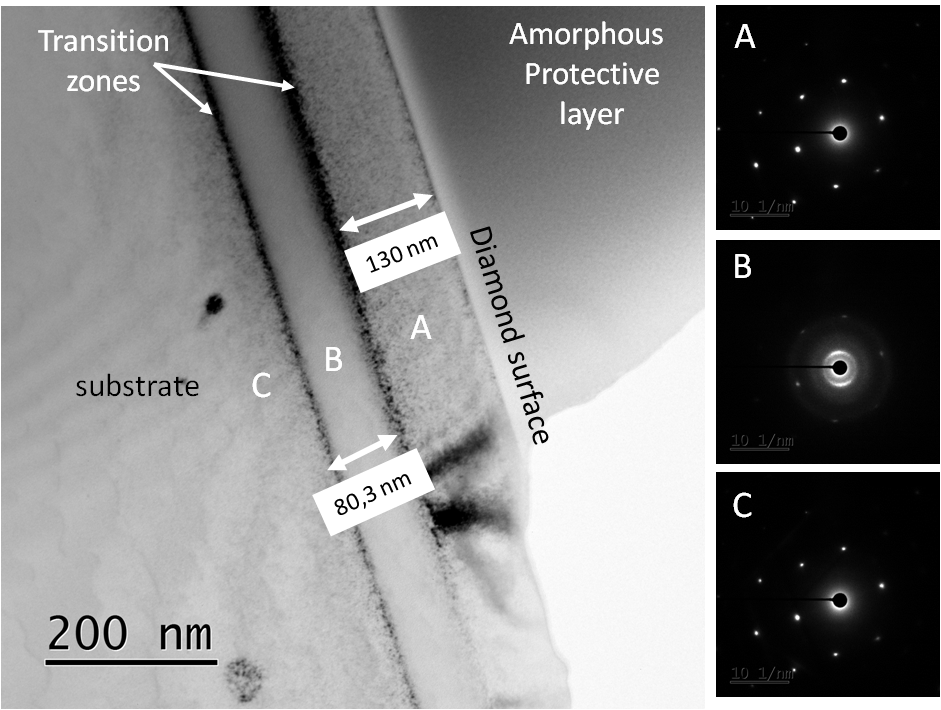 Transition
zones
Amorphous
Protective
layer
130 nm
Diamond surface
A
B
C
substrate
80,3 nm
200 nm
A
10 1/nm
B
10 1/nm
C
10 1/nm